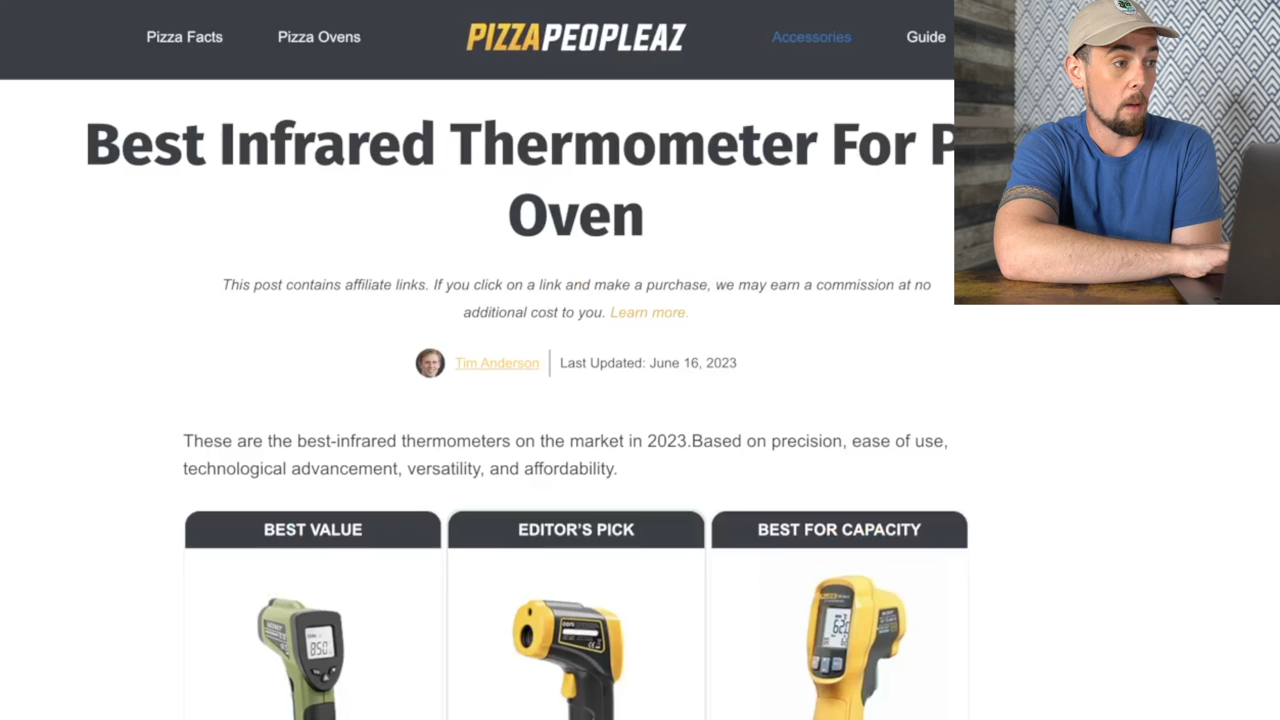 Pizza Facts
Pizza Ovens
PIZZAPEOPLEAZ
Accessories
Guide
Best Infrared Thermometer For
Oven
This post contains affiliate links. If you click on a link and make a purchase, we may earn a commission at no
additional cost to you. Learn more.
Tim Anderson
Last Updated: June 16, 2023
These are the best-infrared thermometers on the market in 2023.Based on precision, ease of use,
technological advancement, versatility, and affordability.
BEST VALUE
EDITOR'S PICK
BEST FOR CAPACITY
850